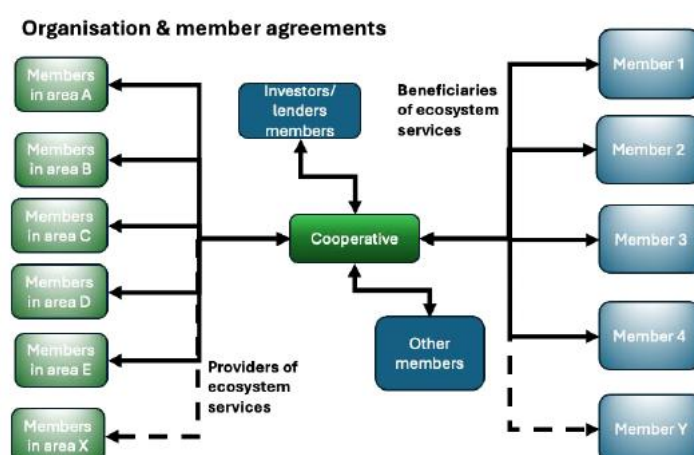 Organisation & member agreements
Members
in area A
Members
in area B
Members
in area C
Members
in area D
Members
in area E
Members
in area X
Providers of
ecosystem
services
Investors/
lenders
members
Cooperative
Other
members
Beneficiaries
of ecosystem
services
Member 1
Member 2
Member 3
Member 4
Member Y